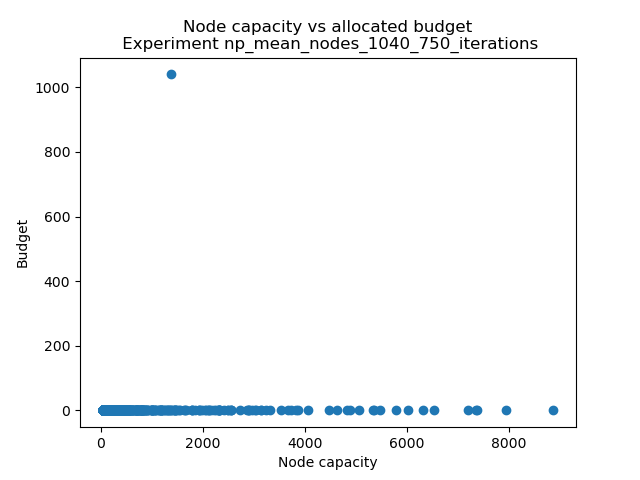 Node capacity vs allocated budget
Experiment np_mean_nodes_1040_750_iterations
1000
800
600
400
200
0
Budget
0 2000 4000 6000 8000
Node capacity